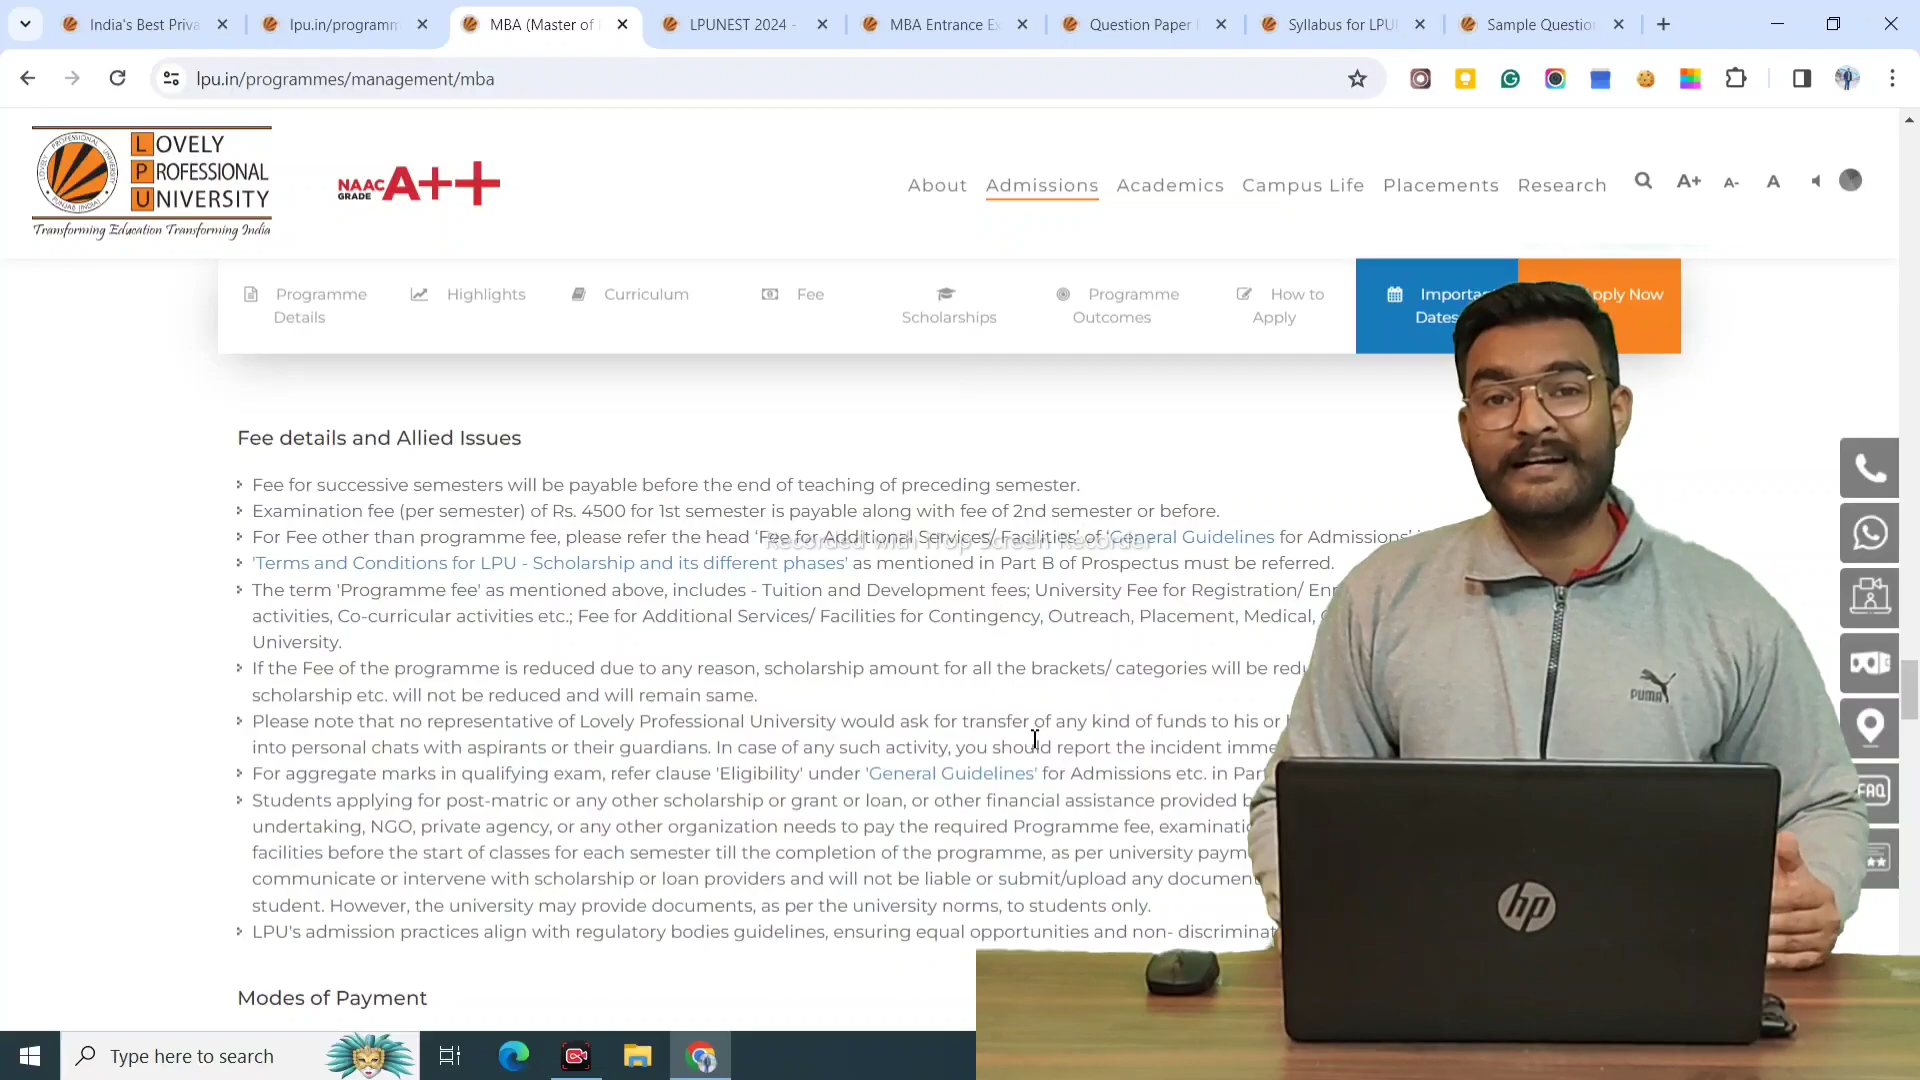 India's Best Priva
lpu.in/programm
MBA (Master of
LPUNEST 2024 -
MBA Entrance Ex
Question Paper
Syllabus for LPU
Sample Question
lpu.in/programmes/management/mba
LOVELY
PROFESSIONAL
UNIVERSITY
Transforming Education Transforming India
NAAC GRADE A++
About
Admissions
Academics
Campus Life
Placements
Research
A+
A-
A
Programme Details
Highlights
Curriculum
Fee
Scholarships
Programme Outcomes
How to Apply
Dates
pply Now
Fee details and Allied Issues
Fee for successive semesters will be payable before the end of teaching of preceding semester.
Examination fee (per semester) of Rs. 4500 for 1st semester is payable along with fee of 2nd semester or before.
For Fee other than programme fee, please refer the head 'Fee for Additional Services/ Facilities' of 'General Guidelines for Admissions'
Recorded with iTop Screen Recorder
'Terms and Conditions for LPU - Scholarship and its different phases' as mentioned in Part B of Prospectus must be referred.
The term 'Programme fee' as mentioned above, includes - Tuition and Development fees; University Fee for Registration/
activities, Co-curricular activities etc.; Fee for Additional Services/ Facilities for Contingency, Outreach, Placement, Medical,
University.
If the Fee of the programme is reduced due to any reason, scholarship amount for all the brackets/ categories will be
scholarship etc. will not be reduced and will remain same.
Please note that no representative of Lovely Professional University would ask for transfer of any kind of funds to his or
into personal chats with aspirants or their guardians. In case of any such activity, you should report the incident
For aggregate marks in qualifying exam, refer clause 'Eligibility' under 'General Guidelines' for Admissions etc. in
Students applying for post-matric or any other scholarship or grant or loan, or other financial assistance provided
undertaking, NGO, private agency, or any other organization needs to pay the required Programme fee,
facilities before the start of classes for each semester till the completion of the programme, as per university
communicate or intervene with scholarship or loan providers and will not be liable or submit/upload any
student. However, the university may provide documents, as per the university norms, to students only.
LPU's admission practices align with regulatory bodies guidelines, ensuring equal opportunities and non-
Modes of Payment
FAQ
PUMA
hp
Type here to search